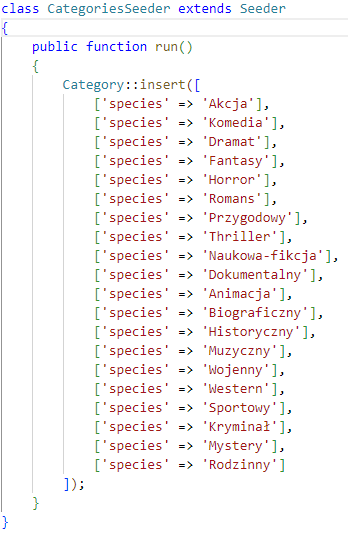 class CategoriesSeeder extends Seeder
{
    public function run()
    {
        Category::insert([
            ['species' => 'Akcja'],
            ['species' => 'Komedia'],
            ['species' => 'Dramat'],
            ['species' => 'Fantasy'],
            ['species' => 'Horror'],
            ['species' => 'Romans'],
            ['species' => 'Przygodowy'],
            ['species' => 'Thriller'],
            ['species' => 'Naukowa-fikcja'],
            ['species' => 'Dokumentalny'],
            ['species' => 'Animacja'],
            ['species' => 'Biograficzny'],
            ['species' => 'Historyczny'],
            ['species' => 'Muzyczny'],
            ['species' => 'Wojenny'],
            ['species' => 'Western'],
            ['species' => 'Sportowy'],
            ['species' => 'Kryminał'],
            ['species' => 'Mystery'],
            ['species' => 'Rodzinny']
        ]);
    }
}